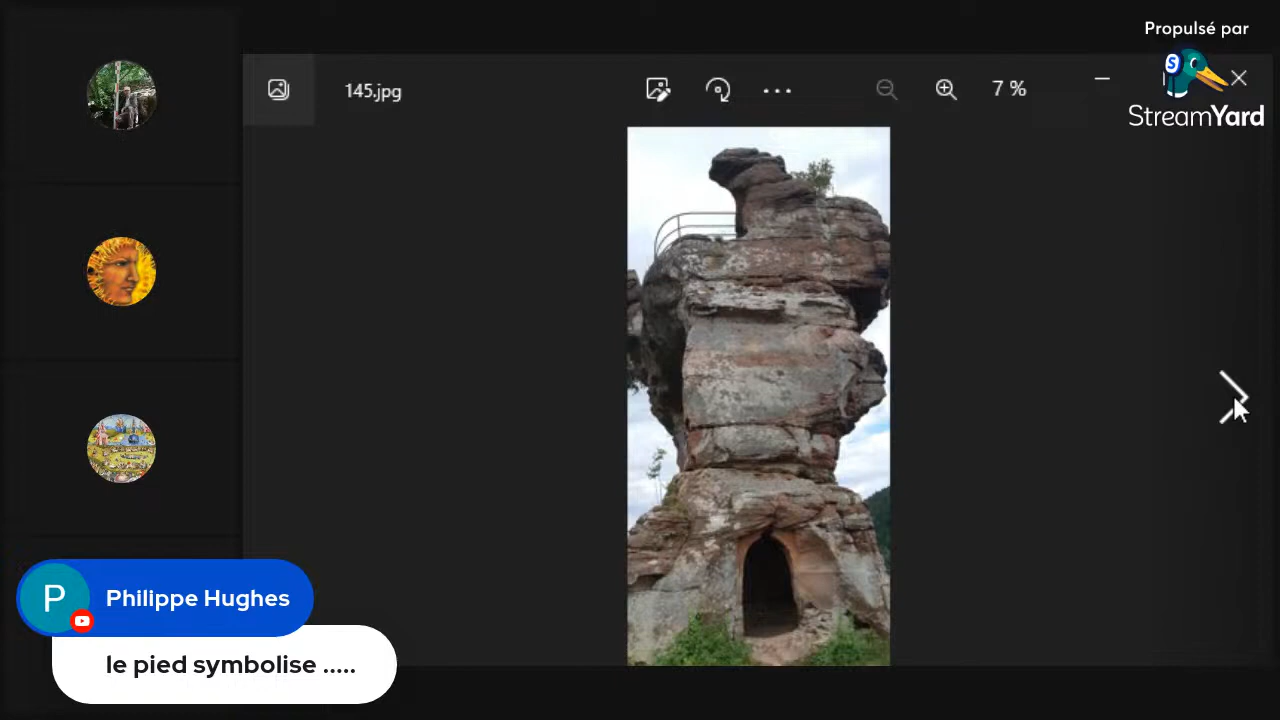 Propulsé par
StreamYard
145.jpg
7 %
P
Philippe Hughes
le pied symbolise .....